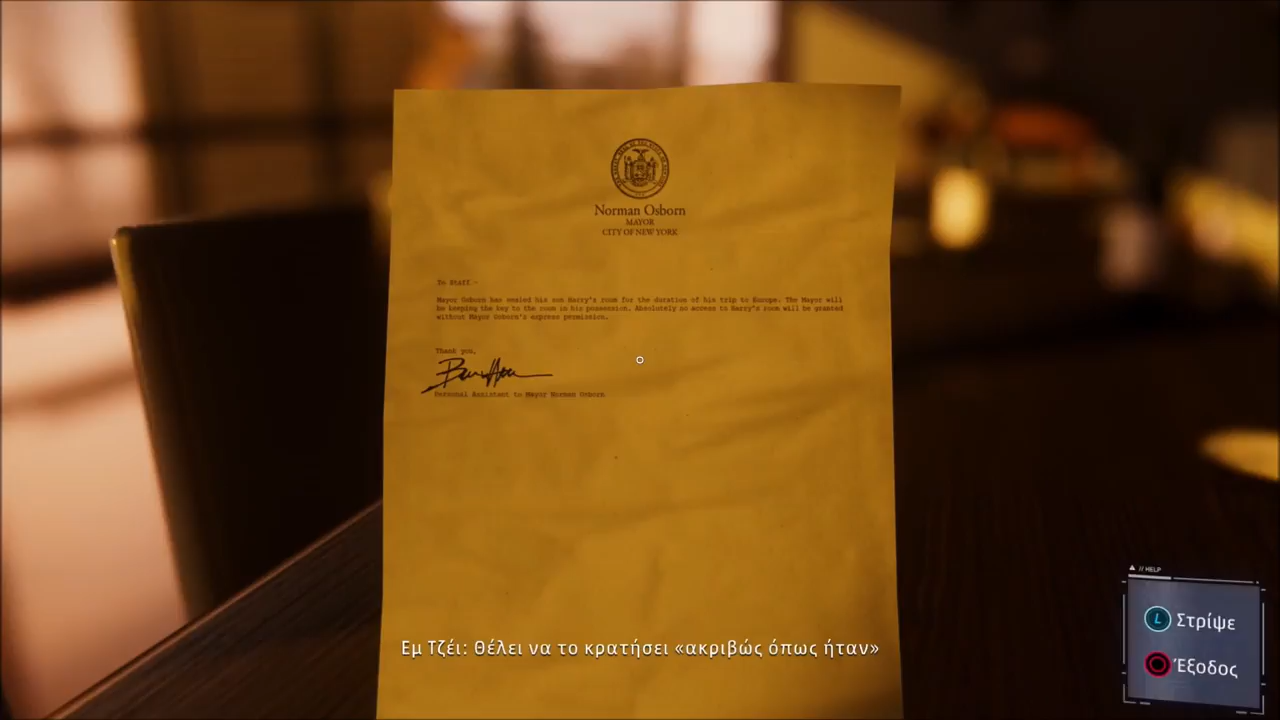 Norman Osborn
MAYOR
CITY OF NEW YORK
To Staff -
Mayor Osborn has sealed his son Harry's room for the duration of his trip to Europe. The Mayor will
be keeping the key to the room in his possession. Absolutely no access to Harry's room will be granted
without Mayor Osborn's express permission.
Thank you,
Personal Assistant to Mayor Norman Osborn
Εμ Τζέι: Θέλει να το κρατήσει «ακριβώς όπως ήταν»
// HELP
L Στρίψε
Έξοδος